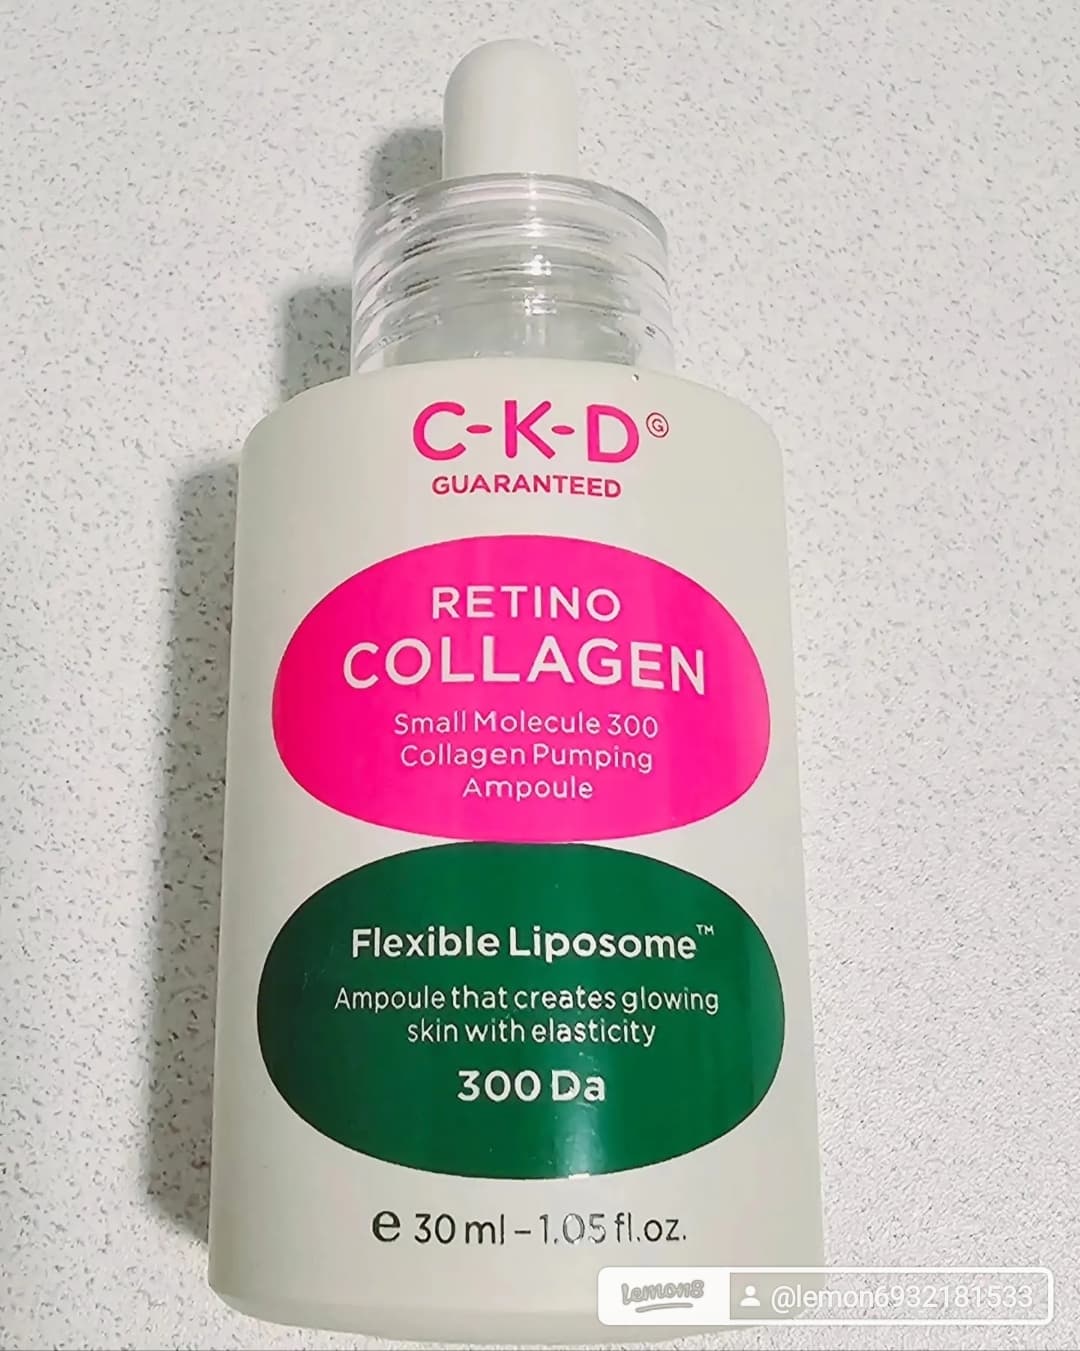 C-K-D G
GUARANTEED
RETINO
COLLAGEN
Small Molecule 300
Collagen Pumping
Ampoule
Flexible Liposome™
Ampoule that creates glowing
skin with elasticity
300 Da
e 30 ml – 1.05 fl.oz.
lemon8 @lemon6932181533